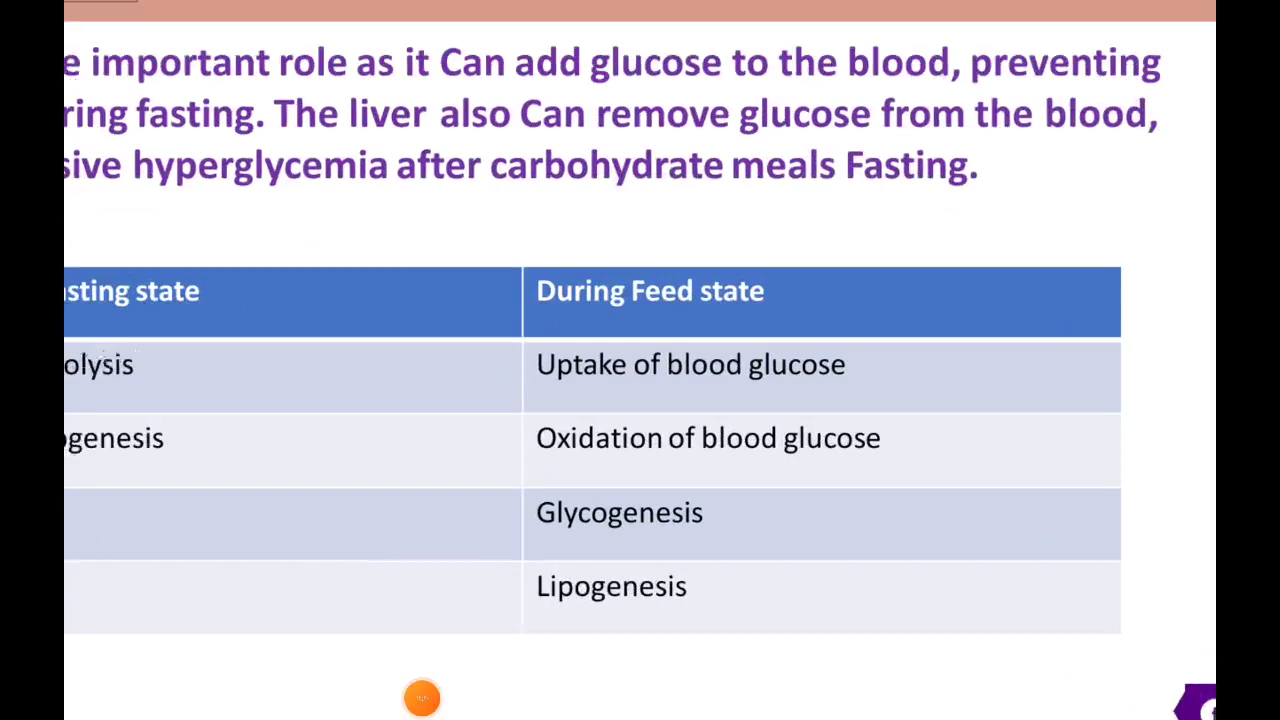 e important role as it Can add glucose to the blood, preventing
ring fasting. The liver also Can remove glucose from the blood,
sive hyperglycemia after carbohydrate meals Fasting.
sting state During Feed state
olysis Uptake of blood glucose
genesis Oxidation of blood glucose
Glycogenesis
Lipogenesis